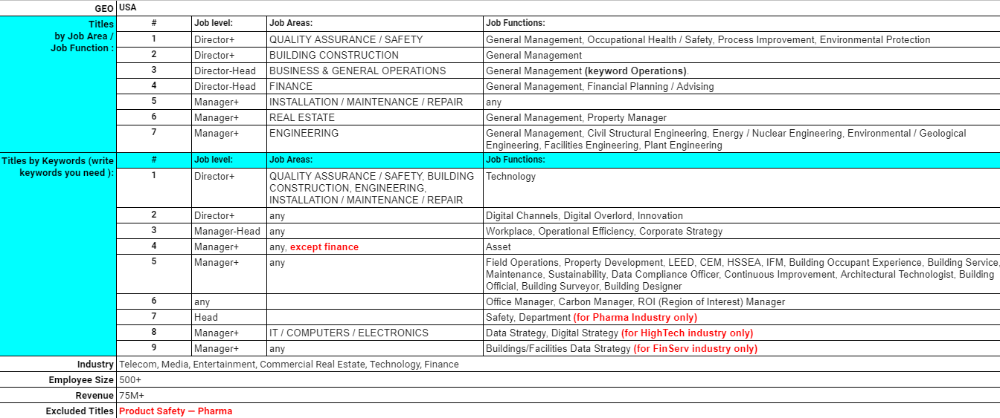 GEO USA
Titles # Job level: Job Areas: Job Functions:
by Job Area / 1 Director+ QUALITY ASSURANCE / SAFETY General Management, Occupational Health / Safety, Process Improvement, Environmental Protection
Job Function : 2 Director+ BUILDING CONSTRUCTION General Management
3 Director-Head BUSINESS & GENERAL OPERATIONS General Management (keyword Operations).
4 Director-Head FINANCE General Management, Financial Planning / Advising
5 Manager+ INSTALLATION / MAINTENANCE / REPAIR any
6 Manager+ REAL ESTATE General Management, Property Manager
7 Manager+ ENGINEERING General Management, Civil Structural Engineering, Energy / Nuclear Engineering, Environmental / Geological
Engineering, Facilities Engineering, Plant Engineering
Titles by Keywords (write # Job level: Job Areas: Job Functions:
keywords you need ): 1 Director+ QUALITY ASSURANCE / SAFETY, BUILDING Technology
CONSTRUCTION, ENGINEERING,
INSTALLATION / MAINTENANCE / REPAIR
2 Director+ any Digital Channels, Digital Overlord, Innovation
3 Manager-Head any Workplace, Operational Efficiency, Corporate Strategy
4 Manager+ any, except finance Asset
5 Manager+ any Field Operations, Property Development, LEED, CEM, HSSEA, IFM, Building Occupant Experience, Building Service,
Maintenance, Sustainability, Data Compliance Officer, Continuous Improvement, Architectural Technologist, Building
Official, Building Surveyor, Building Designer
6 any Office Manager, Carbon Manager, ROI (Region of Interest) Manager
7 Head Safety, Department (for Pharma Industry only)
8 Manager+ IT / COMPUTERS / ELECTRONICS Data Strategy, Digital Strategy (for HighTech industry only)
9 Manager+ any Buildings/Facilities Data Strategy (for FinServ industry only)
Industry Telecom, Media, Entertainment, Commercial Real Estate, Technology, Finance
Employee Size 500+
Revenue 75M+
Excluded Titles Product Safety — Pharma